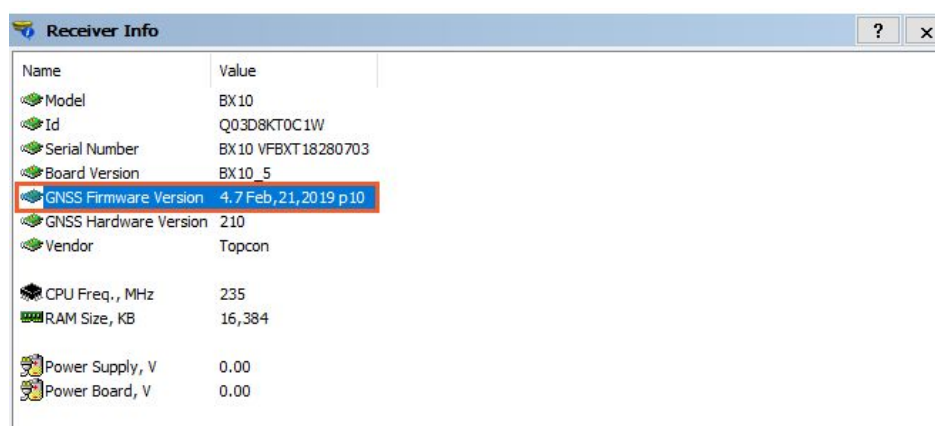 Receiver Info ? ×
Name Value
Model BX10
Id Q03D8KT0C1W
Serial Number BX10 VFBXT18280703
Board Version BX10_5
GNSS Firmware Version 4.7 Feb,21,2019 p10
GNSS Hardware Version 210
Vendor Topcon
CPU Freq., MHz 235
RAM Size, KB 16,384
Power Supply, V 0.00
Power Board, V 0.00